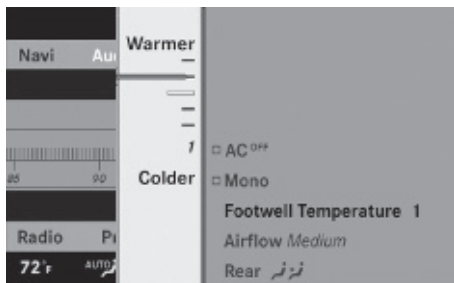 Warmer
Navi Au
1
AC OFF
85 90
Colder
Mono
Footwell Temperature 1
Radio
Airflow Medium
72°F AUTO
Rear